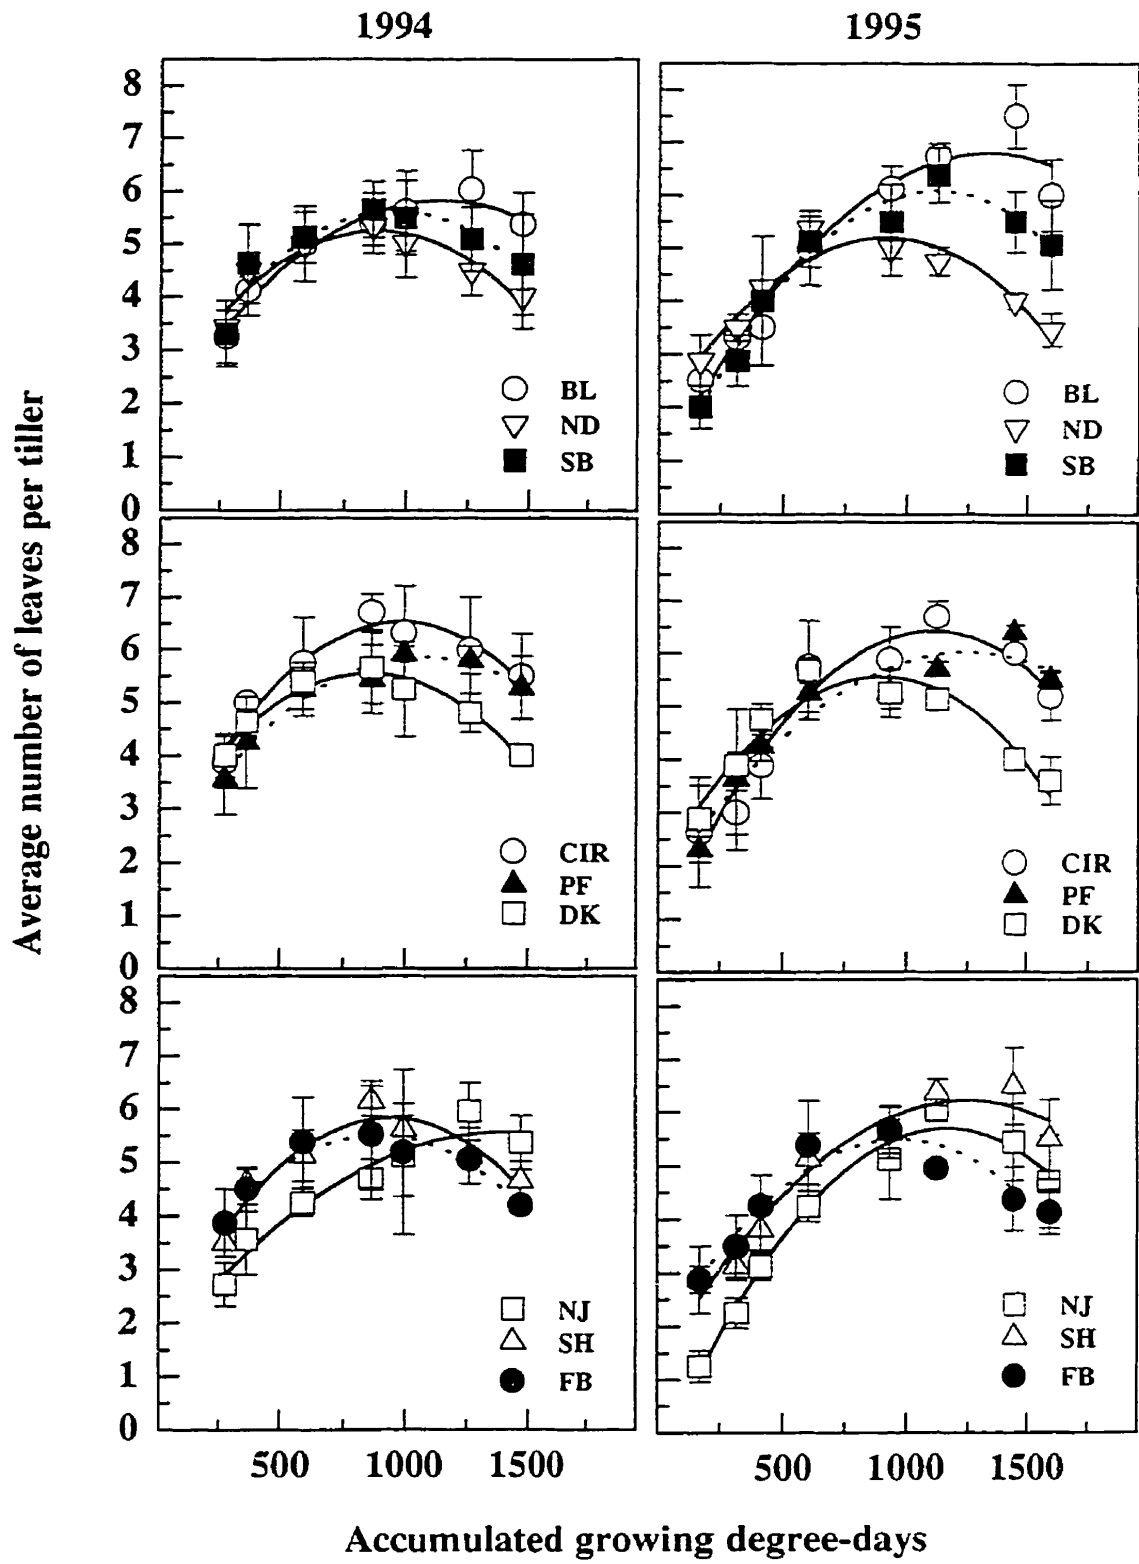 1994
1995
Average number of leaves per tiller
8
7
6
5
4
3
2
1
0
BL
ND
SB
BL
ND
SB
8
7
6
5
4
3
2
1
0
CIR
PF
DK
CIR
PF
DK
8
7
6
5
4
3
2
1
0
NJ
SH
FB
NJ
SH
FB
500 1000 1500
500 1000 1500
Accumulated growing degree-days